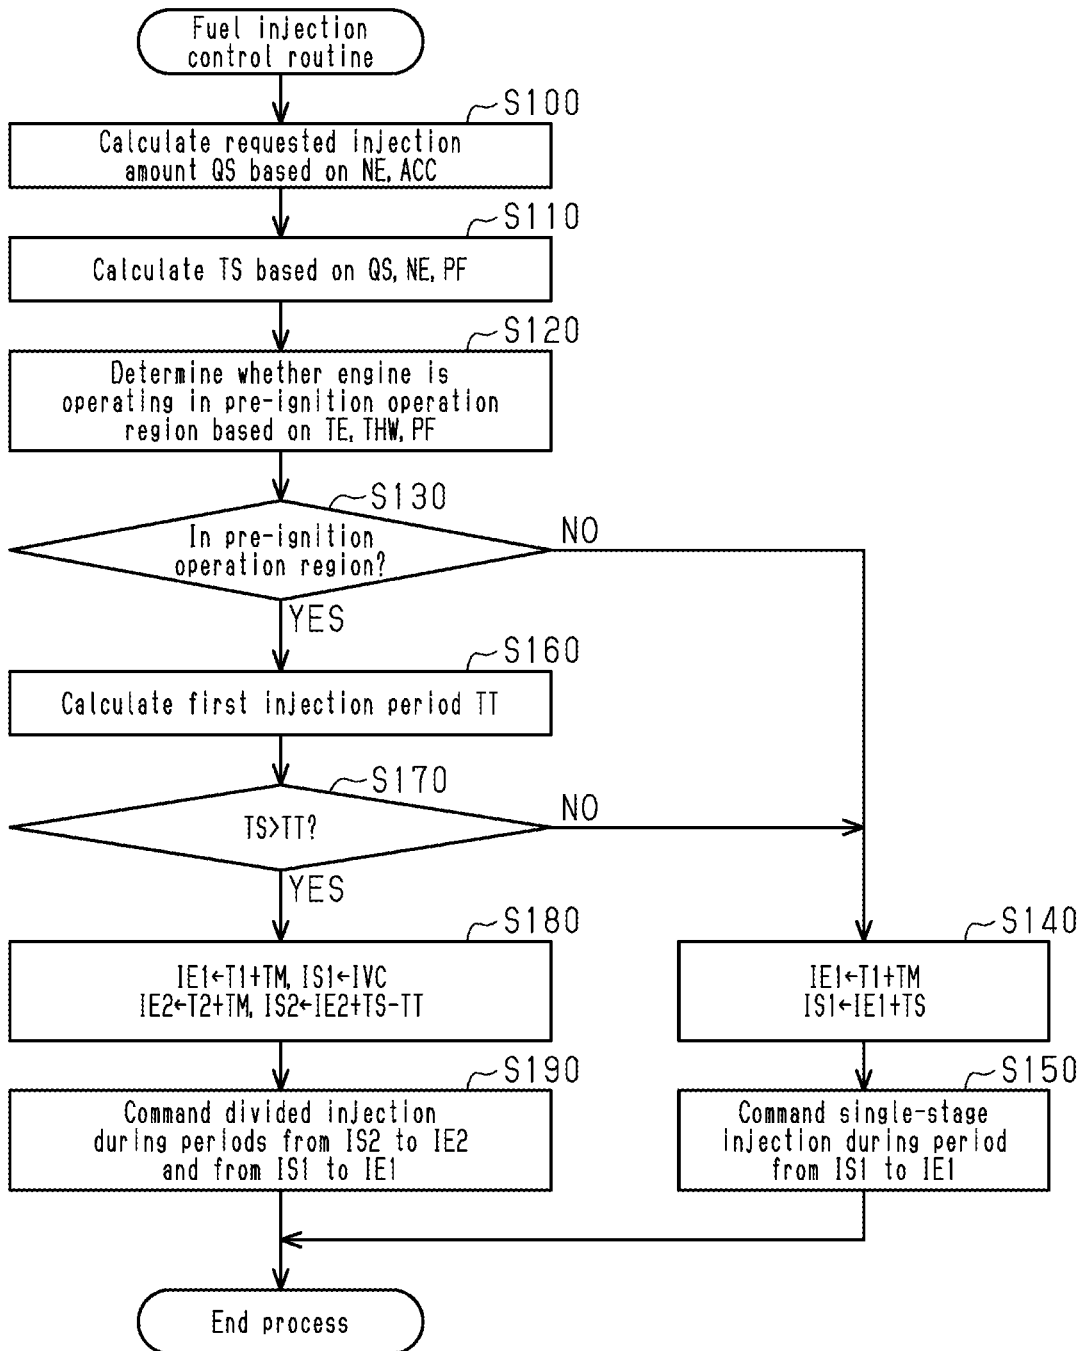 Fuel injection
control routine
S100
Calculate requested injection
amount QS based on NE, ACC
S110
Calculate TS based on QS, NE, PF
S120
Determine whether engine is
operating in pre-ignition operation
region based on TE, THW, PF
S130
In pre-ignition
operation region?
NO
YES
S160
Calculate first injection period TT
S170
TS>TT?
NO
YES
S180
IE1←T1+TM, IS1←IVC
IE2←T2+TM, IS2←IE2+TS-TT
S140
IE1←T1+TM
IS1←IE1+TS
S190
Command divided injection
during periods from IS2 to IE2
and from IS1 to IE1
S150
Command single-stage
injection during period
from IS1 to IE1
End process